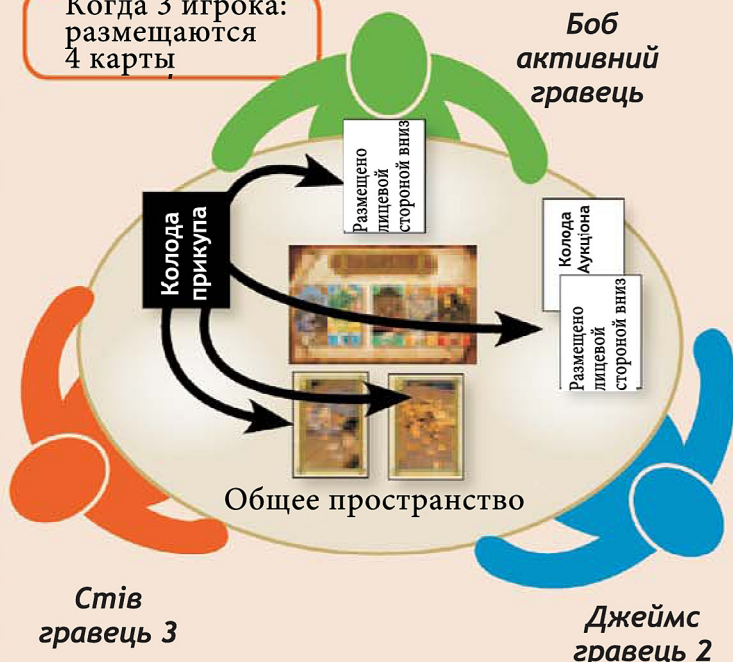 Когда 3 игрока:
размещаются
4 карты
Боб
активний
гравець
Размещено
лицевой
стороной вниз
Колода
прикупа
Колода
Аукціона
Размещено
лицевой
стороной вниз
Общее пространство
Стів
гравець 3
Джеймс
гравець 2